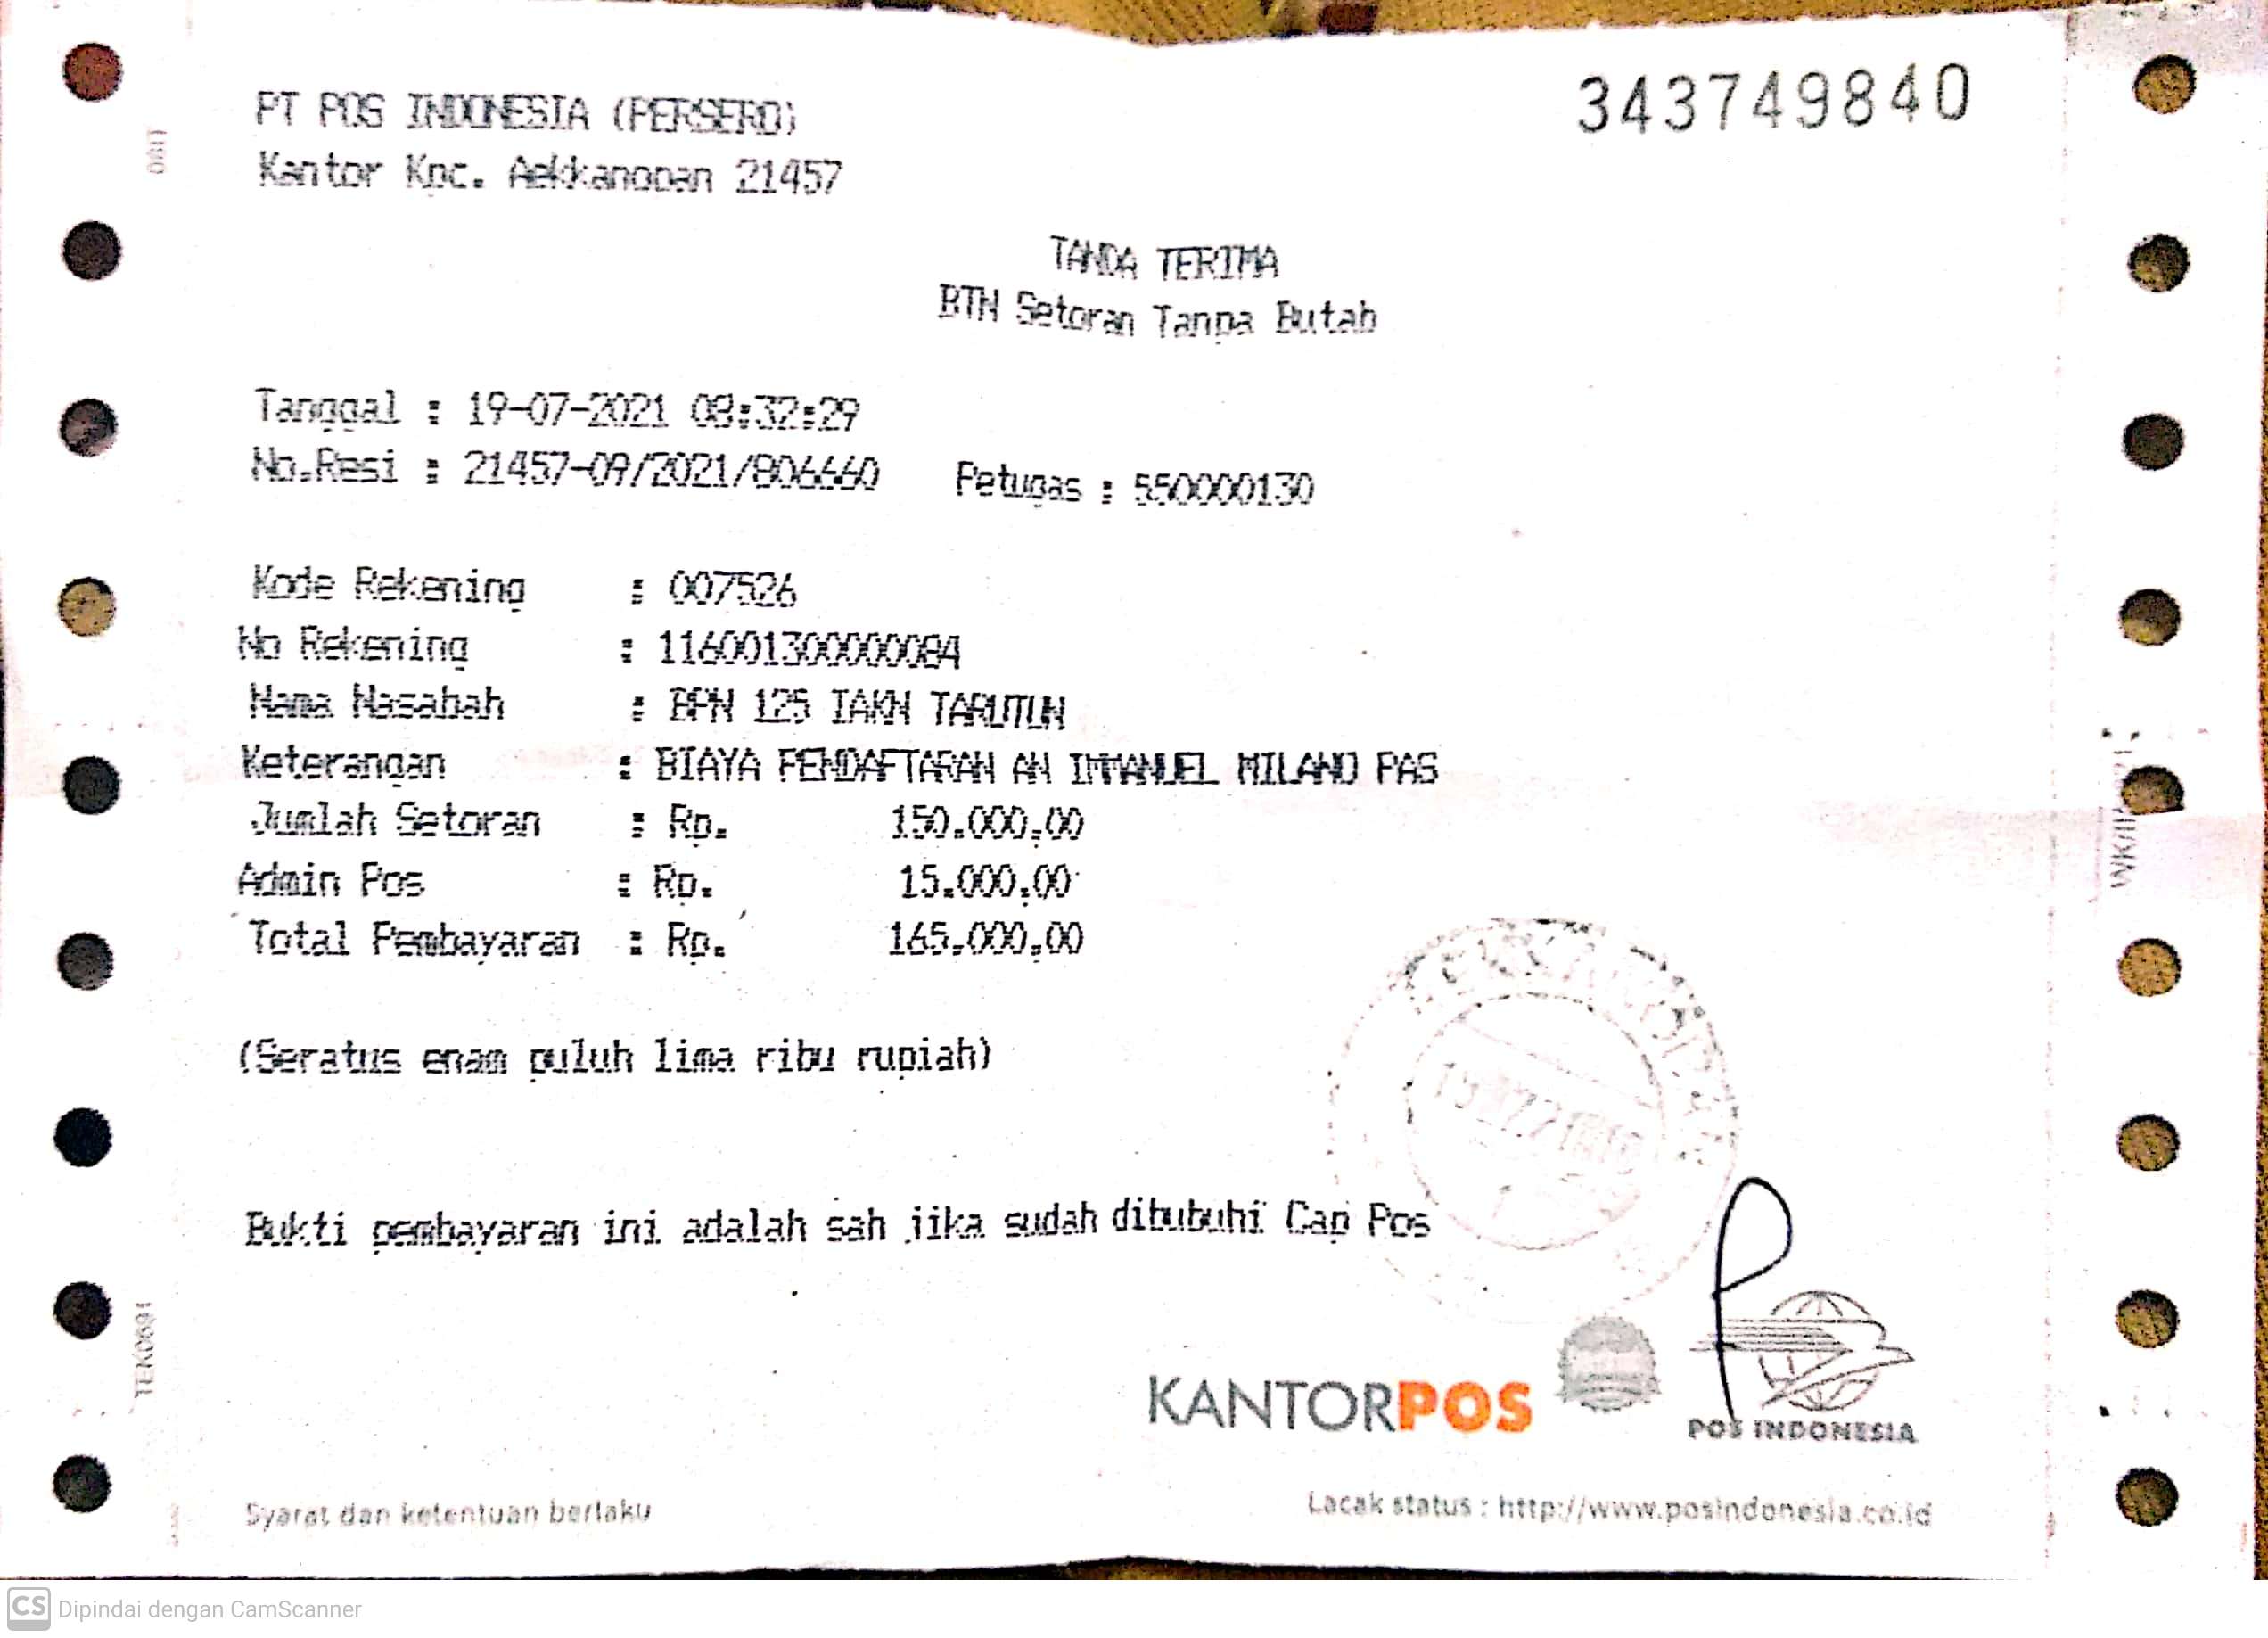 343749840
PT POS INDONESIA (PERSERO)
Kantor Kpc. Aekkanopan 21457
TANDA TERIMA
BTN Setoran Tanpa Butab
Tanggal : 19-07-2021 08:32:29
No.Resi : 21457-09/2021/806660 Petugas : 550000130
Kode Rekening : 007526
No Rekening : 116001300000084
Nama Nasabah : BPN 125 IAKN TARUTUN
Keterangan : BIAYA PENDAFTARAN AN IMMANUEL MILANO PAS
Jumlah Setoran : Rp. 150.000,00
Admin Pos : Rp. 15.000,00
Total Pembayaran : Rp. 165.000,00
(Seratus enam puluh lima ribu rupiah)
Bukti pembayaran ini adalah sah jika sudah dibubuhi Cap Pos
KANTORPOS
POS INDONESIA
Syarat dan ketentuan berlaku
Lacak status : http://www.posindonesia.co.id
CS Dipindai dengan CamScanner